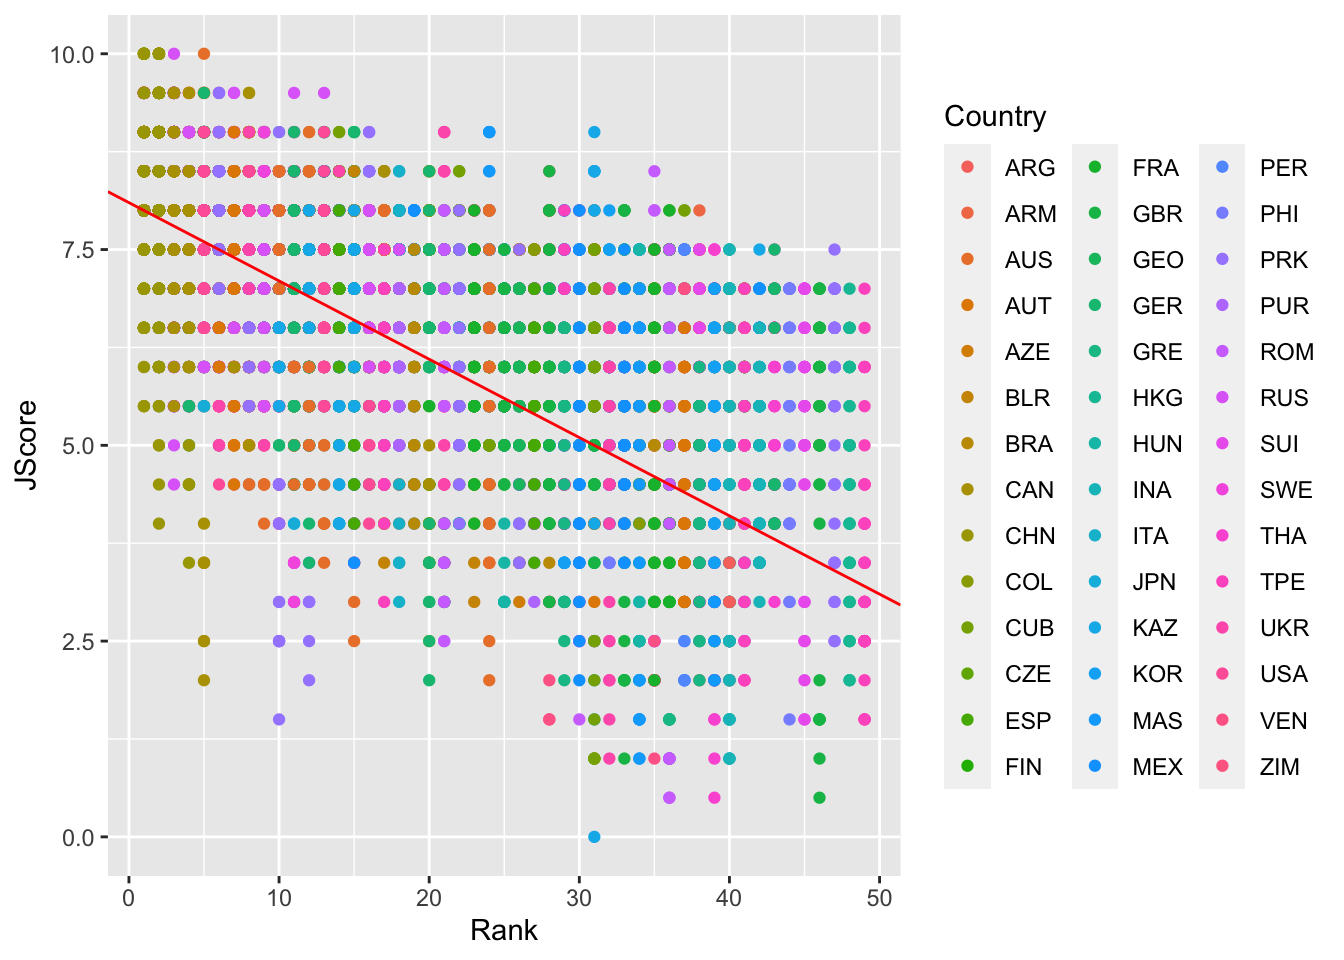 10.0
7.5
5.0
2.5
0.0
JScore
0 10 20 30 40 50
Rank
Country
ARG FRA PER
ARM GBR PHI
AUS GEO PRK
AUT GER PUR
AZE GRE ROM
BLR HKG RUS
BRA HUN SUI
CAN INA SWE
CHN ITA THA
COL JPN TPE
CUB KAZ UKR
CZE KOR USA
ESP MAS VEN
FIN MEX ZIM